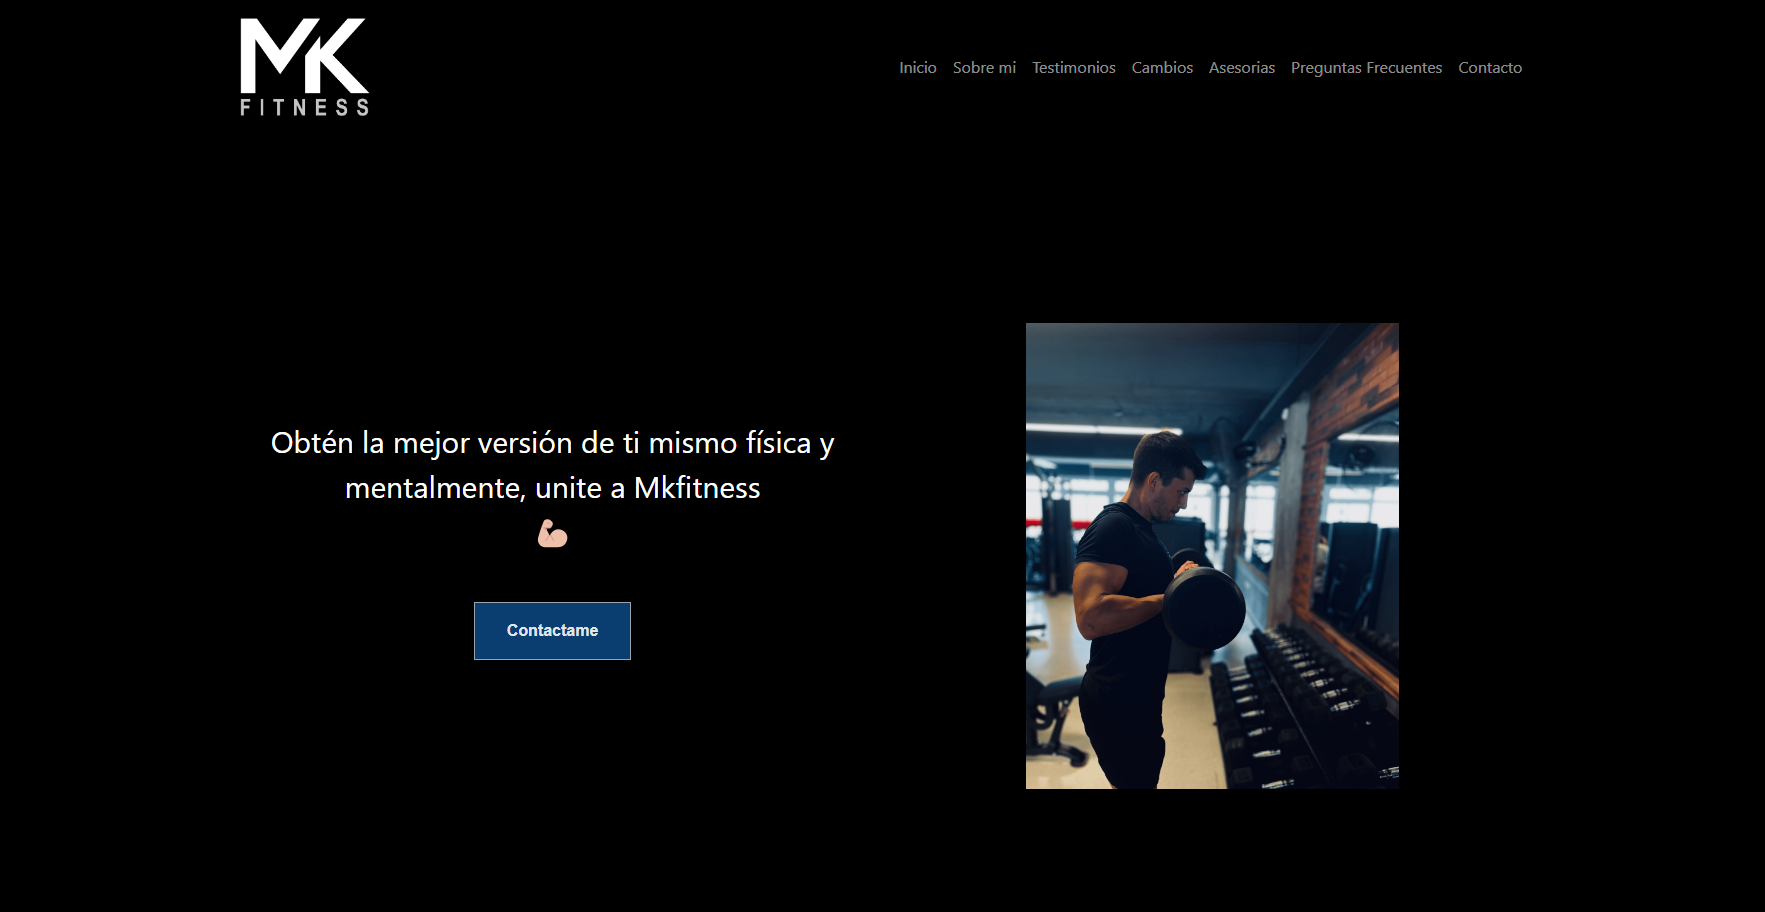 MK
FITNESS
Inicio Sobre mi Testimonios Cambios Asesorias Preguntas Frecuentes Contacto
Obtén la mejor versión de ti mismo física y
mentalmente, unite a Mkfitness
💪🏻
Contactame